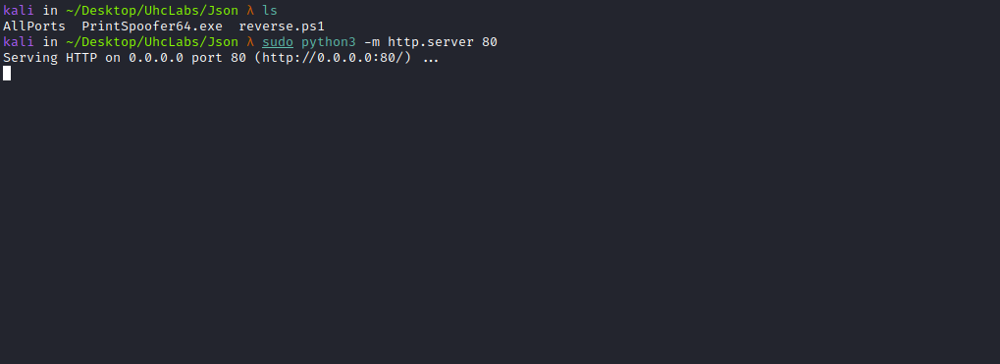 kali in ~/Desktop/UhcLabs/Json λ ls
AllPorts  PrintSpoofer64.exe  reverse.ps1
kali in ~/Desktop/UhcLabs/Json λ sudo python3 -m http.server 80
Serving HTTP on 0.0.0.0 port 80 (http://0.0.0.0:80/) ...